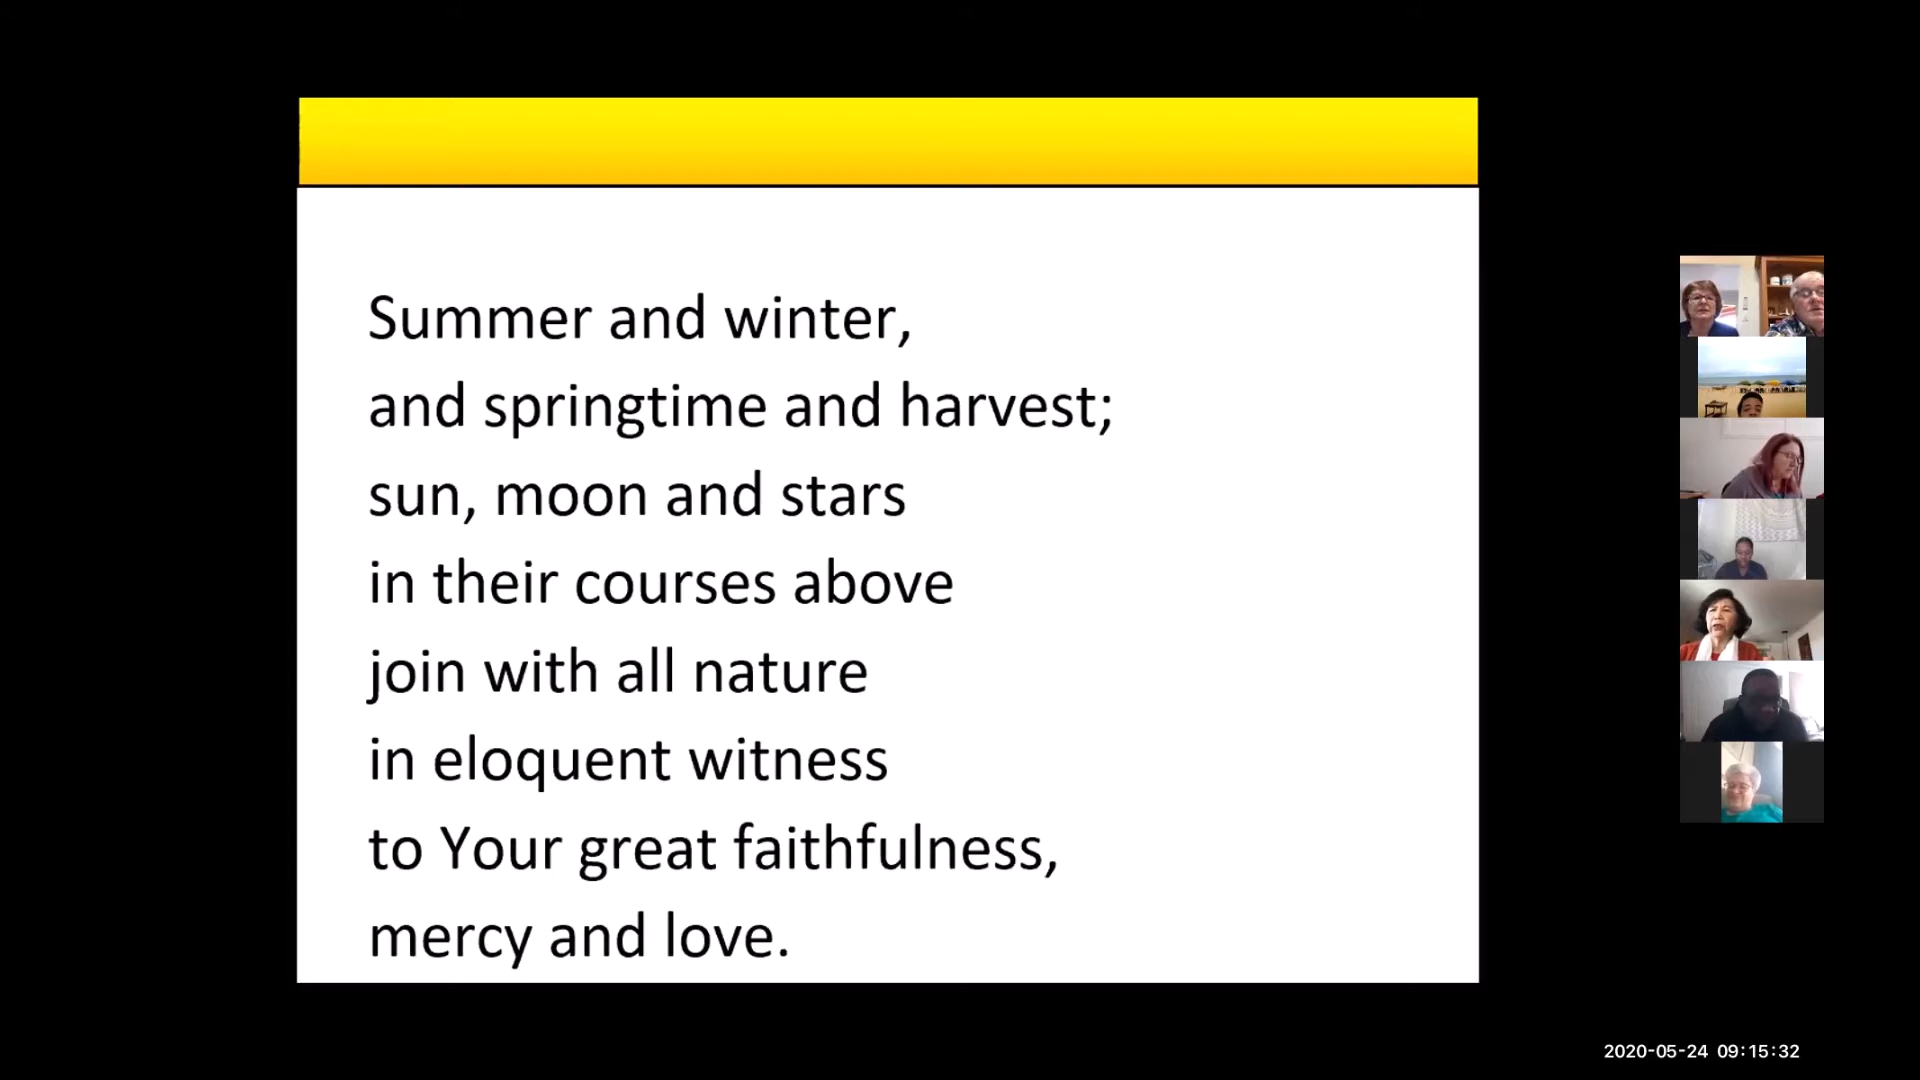 Summer and winter,
and springtime and harvest;
sun, moon and stars
in their courses above
join with all nature
in eloquent witness
to Your great faithfulness,
mercy and love.
2020-05-24 09:15:32